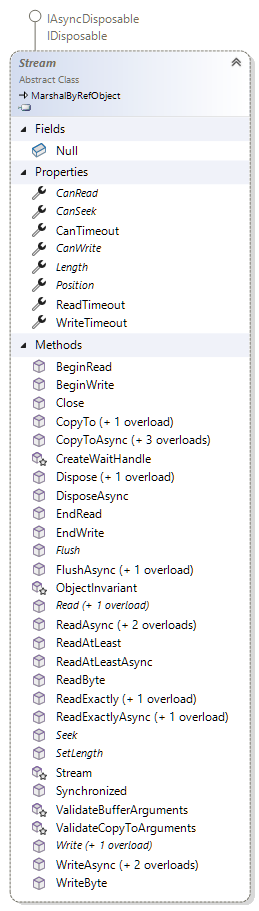 IAsyncDisposable
IDisposable
Stream
Abstract Class
MarshalByRefObject
Fields
Null
Properties
CanRead
CanSeek
CanTimeout
CanWrite
Length
Position
ReadTimeout
WriteTimeout
Methods
BeginRead
BeginWrite
Close
CopyTo (+ 1 overload)
CopyToAsync (+ 3 overloads)
CreateWaitHandle
Dispose (+ 1 overload)
DisposeAsync
EndRead
EndWrite
Flush
FlushAsync (+ 1 overload)
ObjectInvariant
Read (+ 1 overload)
ReadAsync (+ 2 overloads)
ReadAtLeast
ReadAtLeastAsync
ReadByte
ReadExactly (+ 1 overload)
ReadExactlyAsync (+ 1 overload)
Seek
SetLength
Stream
Synchronized
ValidateBufferArguments
ValidateCopyToArguments
Write (+ 1 overload)
WriteAsync (+ 2 overloads)
WriteByte